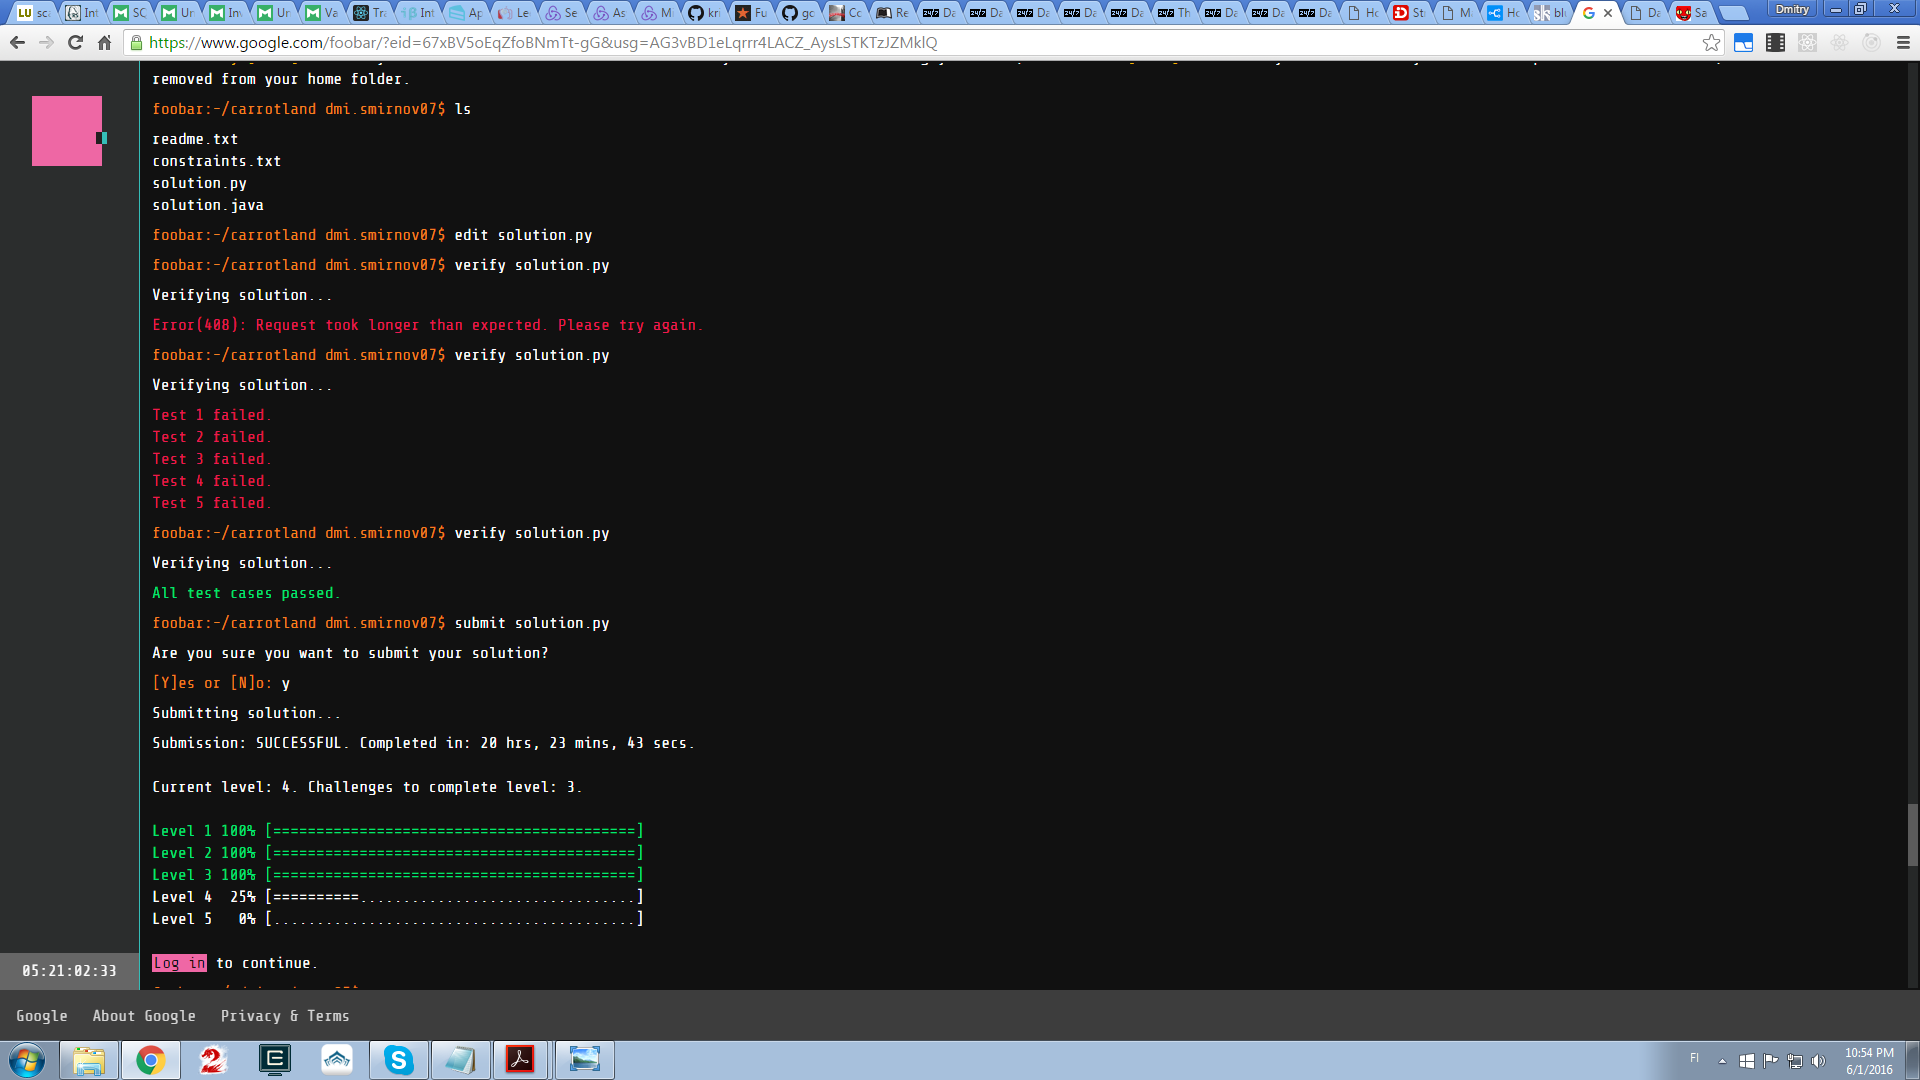 Dmitry
https://www.google.com/foobar/?eid=67xBV5oEqZfoBNmTt-gG&usg=AG3vBD1eLqrrr4LACZ_AysLSTKTzJZMklQ
removed from your home folder.
foobar:~/carrotland dmi.smirnov07$ ls
readme.txt
constraints.txt
solution.py
solution.java
foobar:~/carrotland dmi.smirnov07$ edit solution.py
foobar:~/carrotland dmi.smirnov07$ verify solution.py
Verifying solution...
Error(408): Request took longer than expected. Please try again.
foobar:~/carrotland dmi.smirnov07$ verify solution.py
Verifying solution...
Test 1 failed.
Test 2 failed.
Test 3 failed.
Test 4 failed.
Test 5 failed.
foobar:~/carrotland dmi.smirnov07$ verify solution.py
Verifying solution...
All test cases passed.
foobar:~/carrotland dmi.smirnov07$ submit solution.py
Are you sure you want to submit your solution?
[Y]es or [N]o: y
Submitting solution...
Submission: SUCCESSFUL. Completed in: 20 hrs, 23 mins, 43 secs.
Current level: 4. Challenges to complete level: 3.
Level 1 100% [==========================================]
Level 2 100% [==========================================]
Level 3 100% [==========================================]
Level 4  25% [==========................................]
Level 5   0% [..........................................]
Log in to continue.
05:21:02:33
Google About Google Privacy & Terms
FI
10:54 PM
6/1/2016